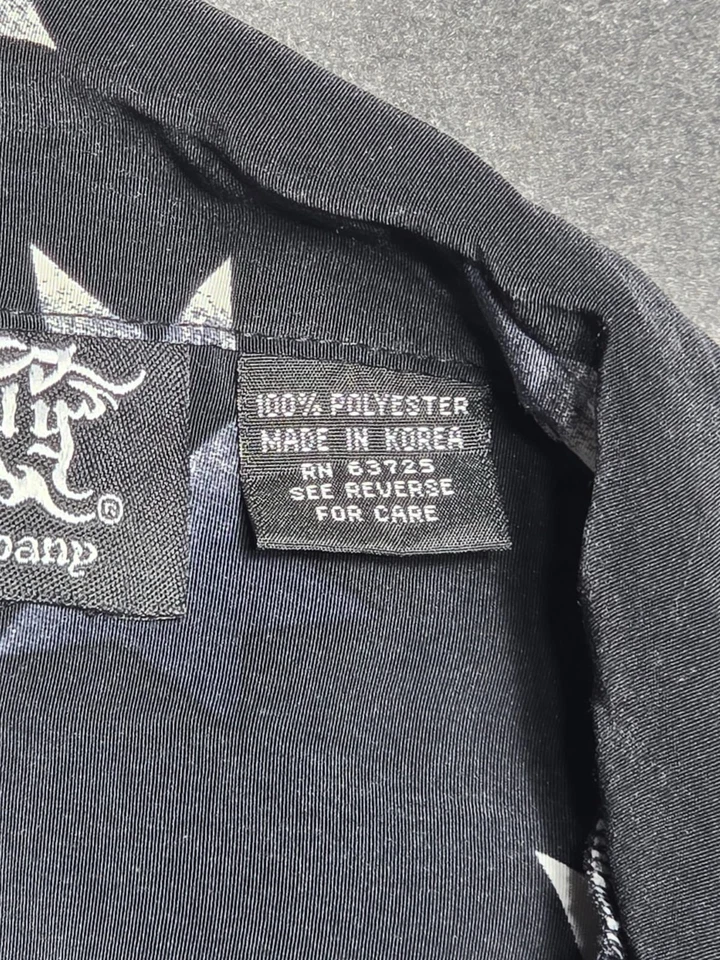 ®
100% POLYESTER
MADE IN KOREA
RN 63725
SEE REVERSE
FOR CARE